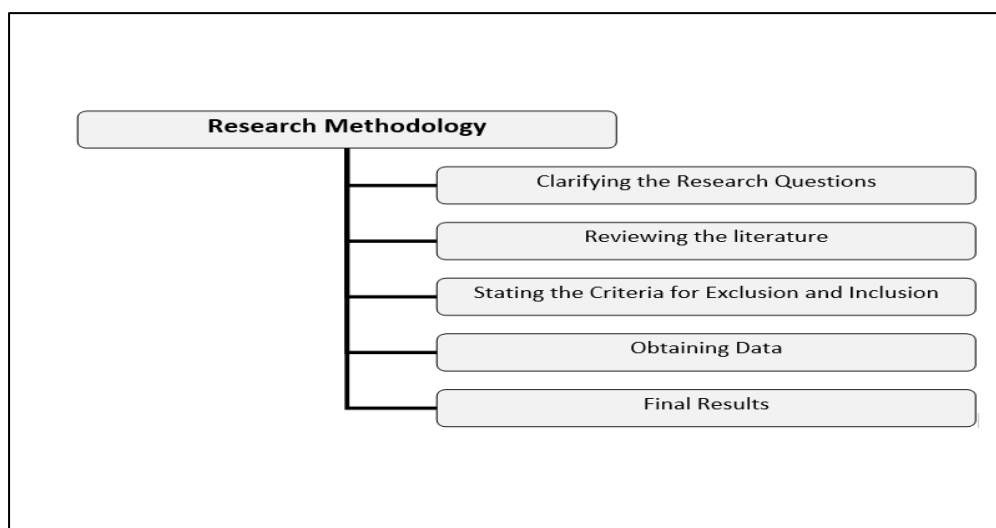 Research Methodology
Clarifying the Research Questions
Reviewing the literature
Stating the Criteria for Exclusion and Inclusion
Obtaining Data
Final Results